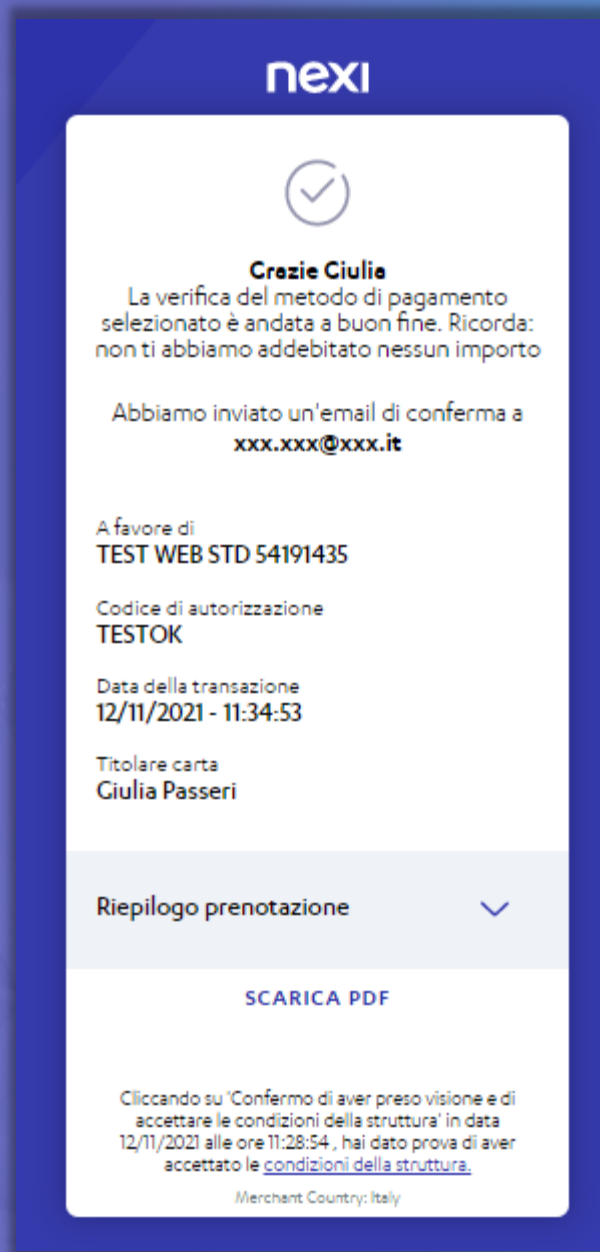 nexi
Grazie Giulia
La verifica del metodo di pagamento
selezionato è andata a buon fine. Ricorda:
non ti abbiamo addebitato nessun importo
Abbiamo inviato un'email di conferma a
xxx.xxx@xxx.it
A favore di
TEST WEB STD 54191435
Codice di autorizzazione
TESTOK
Data della transazione
12/11/2021 - 11:34:53
Titolare carta
Giulia Passeri
Riepilogo prenotazione
SCARICA PDF
Cliccando su 'Confermo di aver preso visione e di
accettare le condizioni della struttura' in data
12/11/2021 alle ore 11:28:54 , hai dato prova di aver
accettato le condizioni della struttura.
Merchant Country: Italy